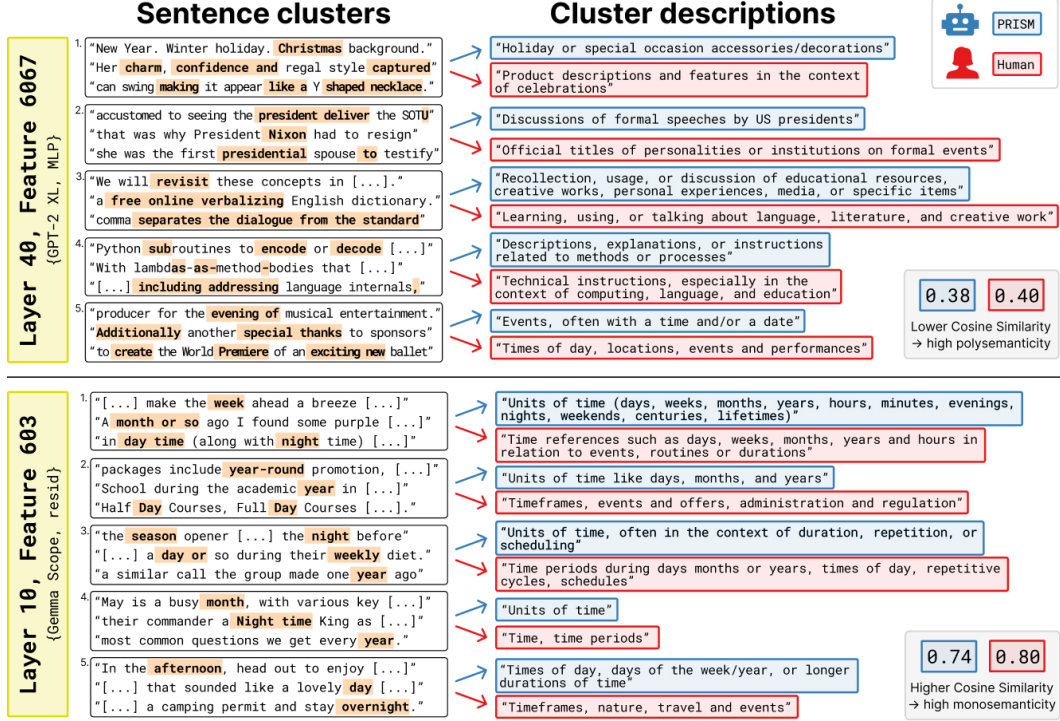 Sentence clusters
Cluster descriptions
PRISM
Human
Layer 40, Feature 6067
{GPT-2 XL, MLP}
1.
"New Year. Winter holiday. Christmas background."
"Her charm, confidence and regal style captured"
"can swing making it appear like a Y shaped necklace."
"Holiday or special occasion accessories/decorations"
"Product descriptions and features in the context
of celebrations"
2.
"accustomed to seeing the president deliver the SOTU"
"that was why President Nixon had to resign"
"she was the first presidential spouse to testify"
"Discussions of formal speeches by US presidents"
"Official titles of personalities or institutions on formal events"
3.
"We will revisit these concepts in [...]."
"a free online verbalizing English dictionary."
"comma separates the dialogue from the standard"
"Recollection, usage, or discussion of educational resources,
creative works, personal experiences, media, or specific items"
"Learning, using, or talking about language, literature, and creative work"
4.
"Python subroutines to encode or decode [...]"
"With lambdas-as-method-bodies that [...]"
"[...] including addressing language internals,"
"Descriptions, explanations, or instructions
related to methods or processes"
"Technical instructions, especially in the
context of computing, language, and education"
5.
"producer for the evening of musical entertainment."
"Additionally another special thanks to sponsors"
"to create the World Premiere of an exciting new ballet"
"Events, often with a time and/or a date"
"Times of day, locations, events and performances"
0.38 0.40
Lower Cosine Similarity
→ high polysemanticity
Layer 10, Feature 603
{Gemma Scope, resid}
1.
"[...] make the week ahead a breeze [...]"
"A month or so ago I found some purple [...]"
"in day time (along with night time) [...]"
"Units of time (days, weeks, months, years, hours, minutes, evenings,
nights, weekends, centuries, lifetimes)"
"Time references such as days, weeks, months, years and hours in
relation to events, routines or durations"
2.
"packages include year-round promotion, [...]"
"School during the academic year in [...]"
"Half Day Courses, Full Day Courses [...]."
"Units of time like days, months, and years"
"Timeframes, events and offers, administration and regulation"
3.
"the season opener [...] the night before"
"[...] a day or so during their weekly diet."
"a similar call the group made one year ago"
"Units of time, often in the context of duration, repetition, or
scheduling"
"Time periods during days months or years, times of day, repetitive
cycles, schedules"
4.
"May is a busy month, with various key [...]"
"their commander a Night time King as [...]"
"most common questions we get every year."
"Units of time"
"Time, time periods"
5.
"In the afternoon, head out to enjoy [...]"
"[...] that sounded like a lovely day [...]"
"[...] a camping permit and stay overnight."
"Times of day, days of the week/year, or longer
durations of time"
"Timeframes, nature, travel and events"
0.74 0.80
Higher Cosine Similarity
→ high monosemanticity